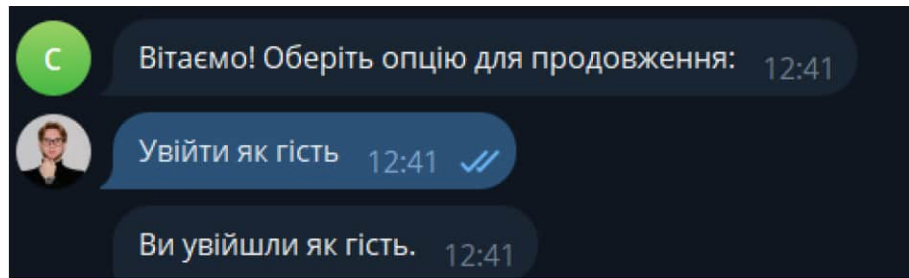 С
Вітаємо! Оберіть опцію для продовження: 12:41
Увійти як гість 12:41
Ви увійшли як гість. 12:41